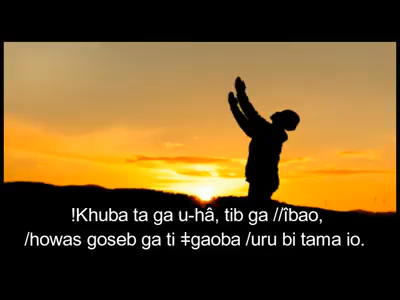 !Khuba ta ga u-hâ, tib ga //îbao,
/howas goseb ga ti ǂgaoba /uru bi tama io.